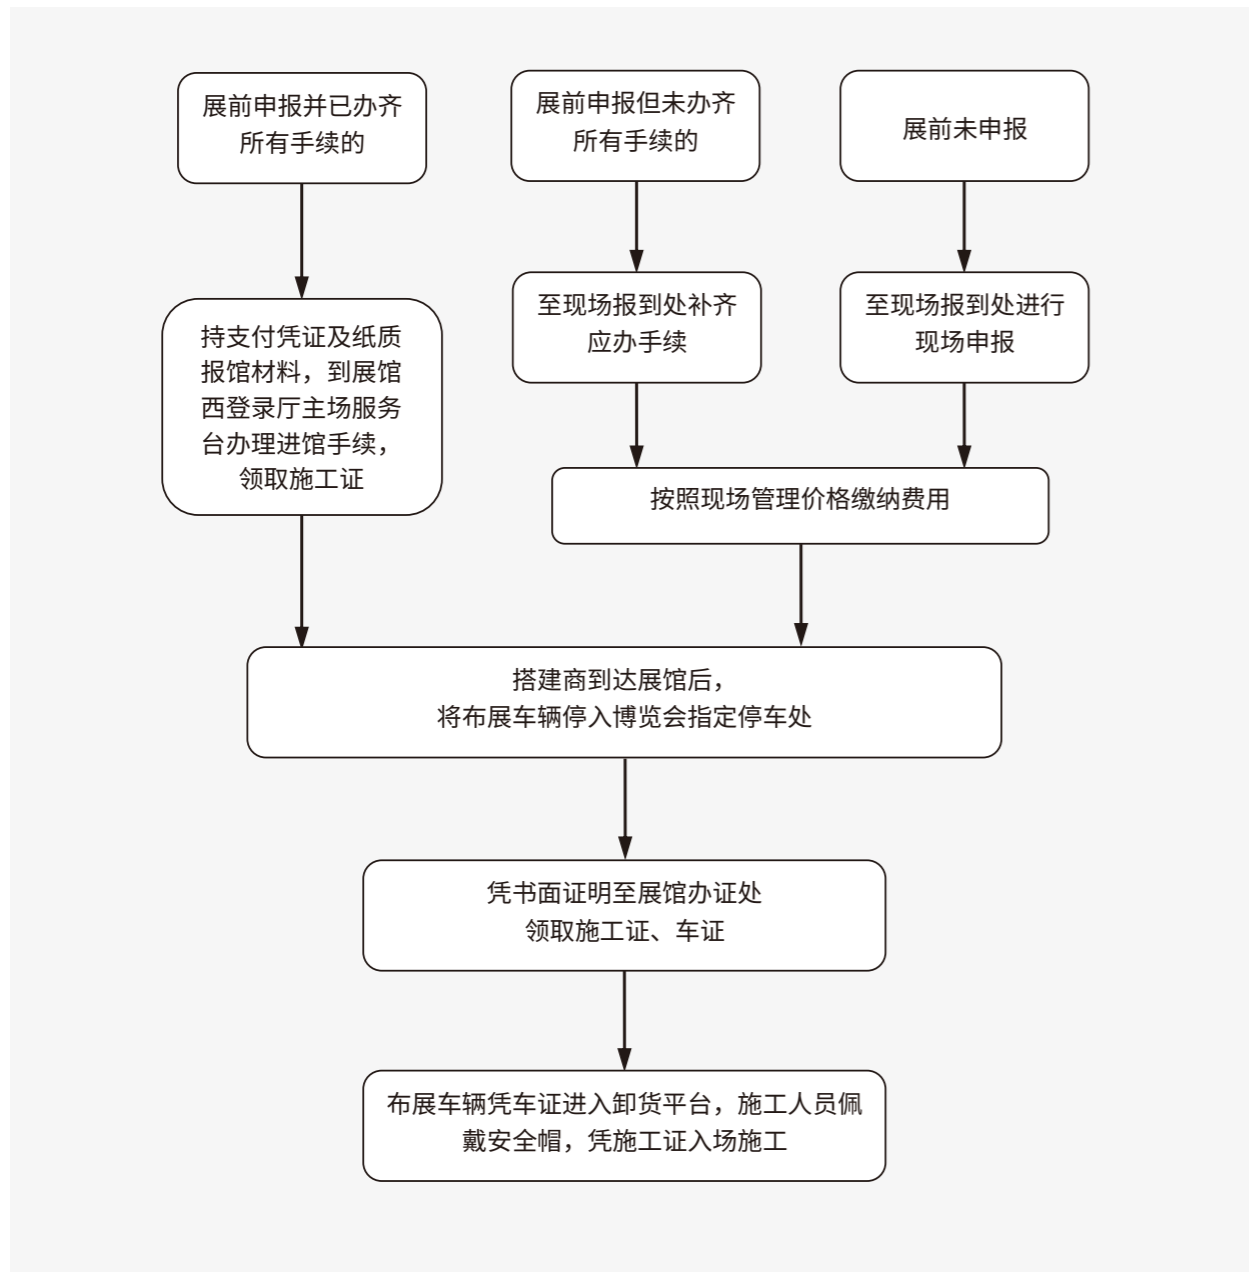 展前申报并已办齐
所有手续的
展前申报但未办齐
所有手续的
展前未申报
持支付凭证及纸质
报馆材料，到展馆
西登录厅主场服务
台办理进馆手续，
领取施工证
至现场报到处补齐
应办手续
至现场报到处进行
现场申报
按照现场管理价格缴纳费用
搭建商到达展馆后，
将布展车辆停入博览会指定停车处
凭书面证明至展馆办证处
领取施工证、车证
布展车辆凭车证进入卸货平台，施工人员佩
戴安全帽，凭施工证入场施工